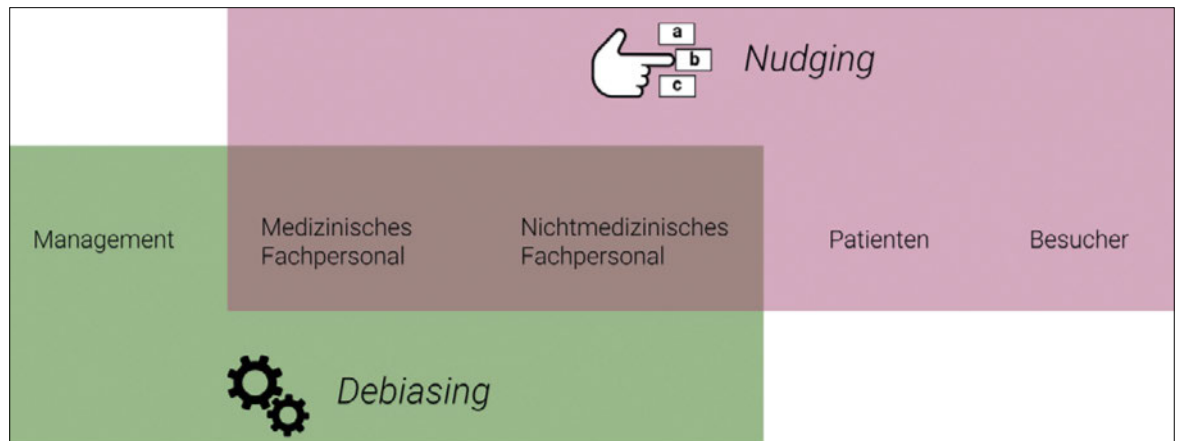 a
b
c
Nudging
Management
Medizinisches
Fachpersonal
Nichtmedizinisches
Fachpersonal
Patienten
Besucher
Debiasing